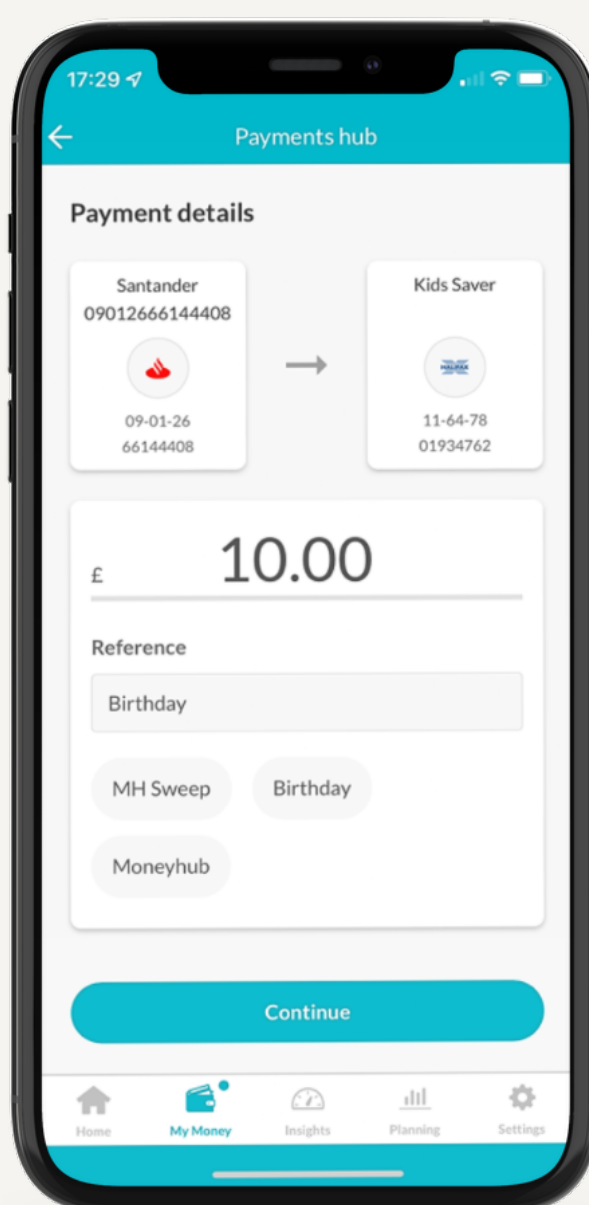 17:29
Payments hub
Payment details
Santander
09012666144408
09-01-26
66144408
Kids Saver
HALIFAX
11-64-78
01934762
£ 10.00
Reference
Birthday
MH Sweep Birthday
Moneyhub
Continue
Home My Money Insights Planning Settings